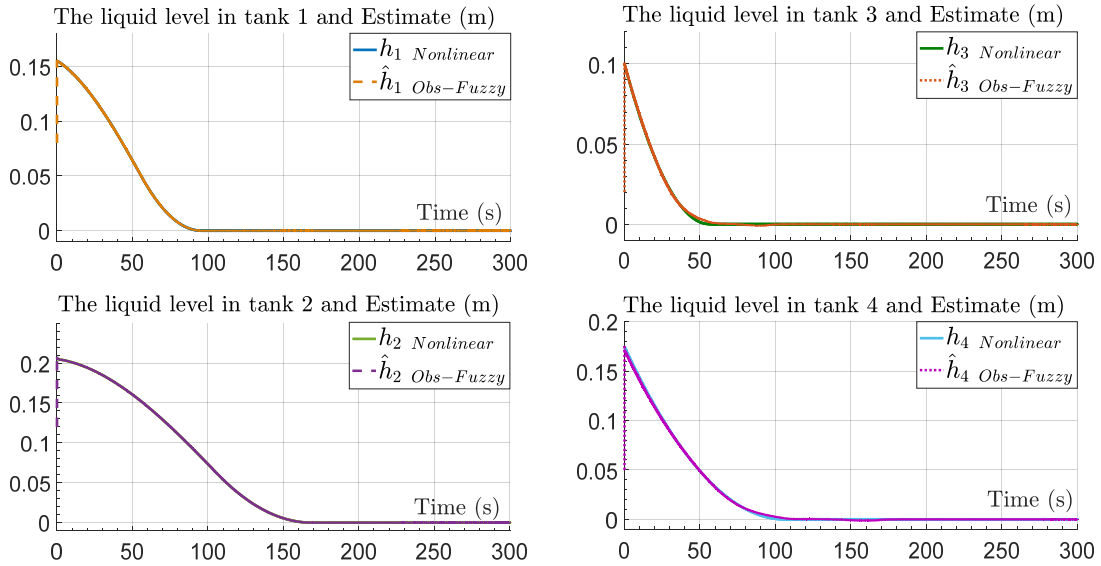 The liquid level in tank 1 and Estimate (m)
h₁ Nonlinear
ĥ₁ Obs−Fuzzy
0.15
0.1
0.05
0
Time (s)
0 50 100 150 200 250 300
The liquid level in tank 3 and Estimate (m)
h₃ Nonlinear
ĥ₃ Obs−Fuzzy
0.1
0.05
0
Time (s)
0 50 100 150 200 250 300
The liquid level in tank 2 and Estimate (m)
h₂ Nonlinear
ĥ₂ Obs−Fuzzy
0.2
0.15
0.1
0.05
0
Time (s)
0 50 100 150 200 250 300
The liquid level in tank 4 and Estimate (m)
h₄ Nonlinear
ĥ₄ Obs−Fuzzy
0.2
0.15
0.1
0.05
0
Time (s)
0 50 100 150 200 250 300